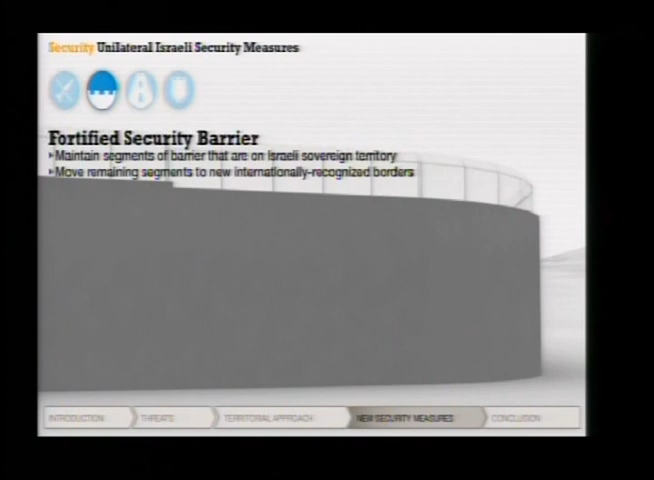 Security Unilateral Israeli Security Measures
Fortified Security Barrier
Maintain segments of barrier that are on Israeli sovereign territory
Move remaining segments to new internationally-recognized borders
INTRODUCTION THREATS TERRITORIAL APPROACH NEW SECURITY MEASURES CONCLUSION